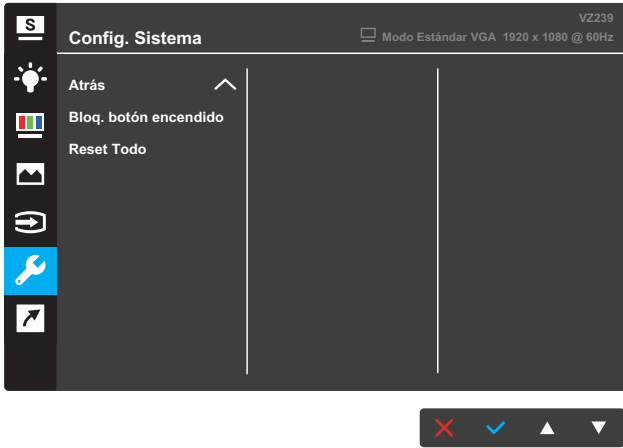 S
VZ239
Config. Sistema
Modo Estándar VGA 1920 x 1080 @ 60Hz
Atrás
Bloq. botón encendido
Reset Todo